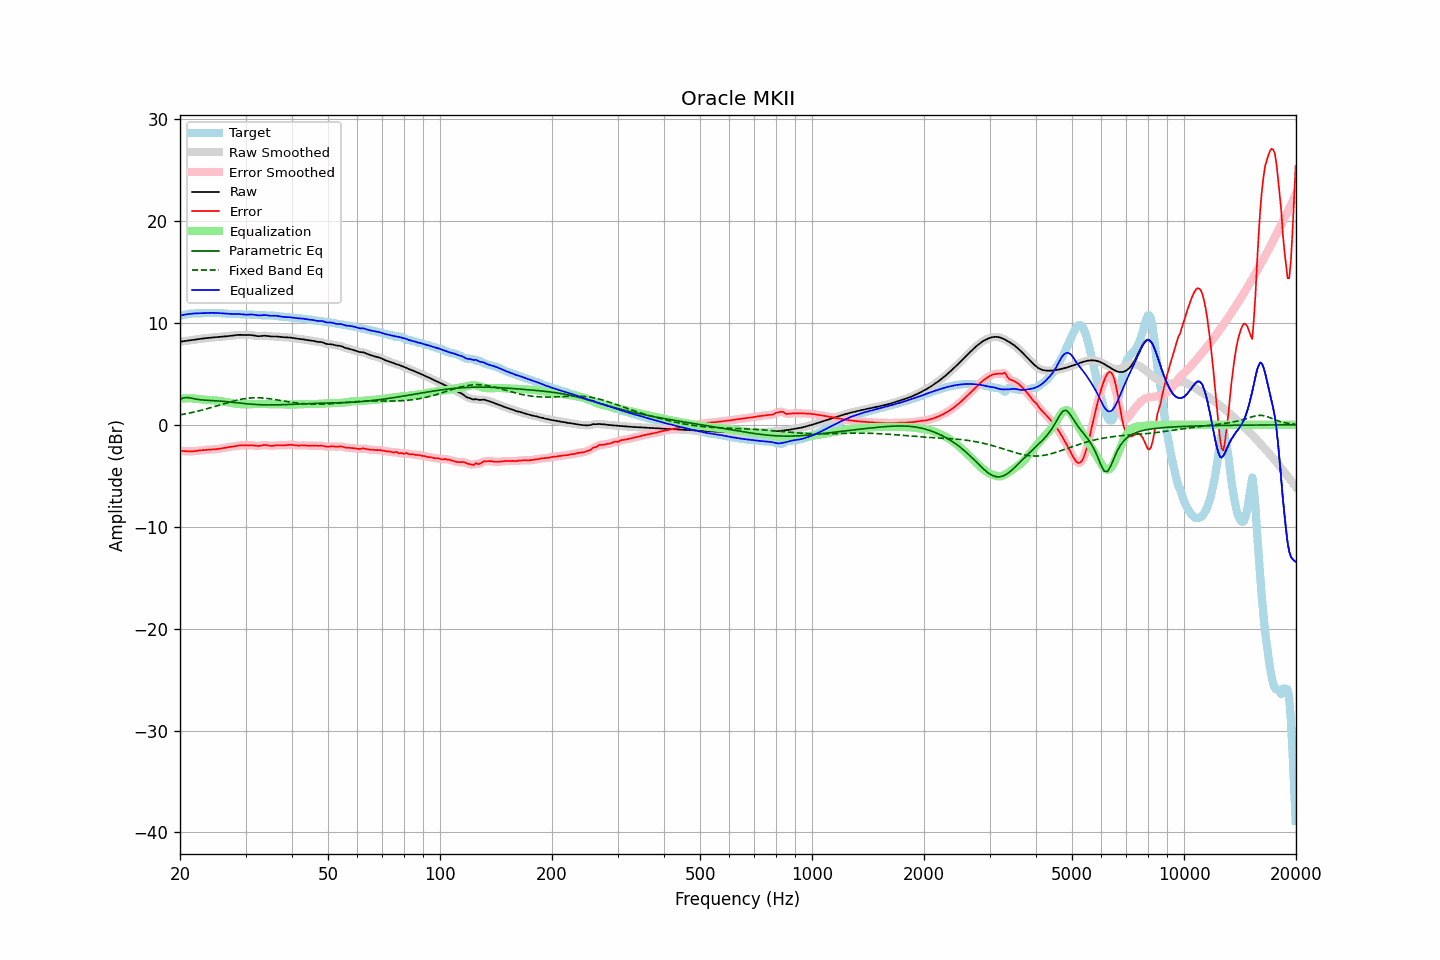 Oracle MKII
30
20
10
0
−10
−20
−30
−40
Amplitude (dBr)
Target
Raw Smoothed
Error Smoothed
Raw
Error
Equalization
Parametric Eq
Fixed Band Eq
Equalized
20
50
100
200
500
1000
2000
5000
10000
20000
Frequency (Hz)